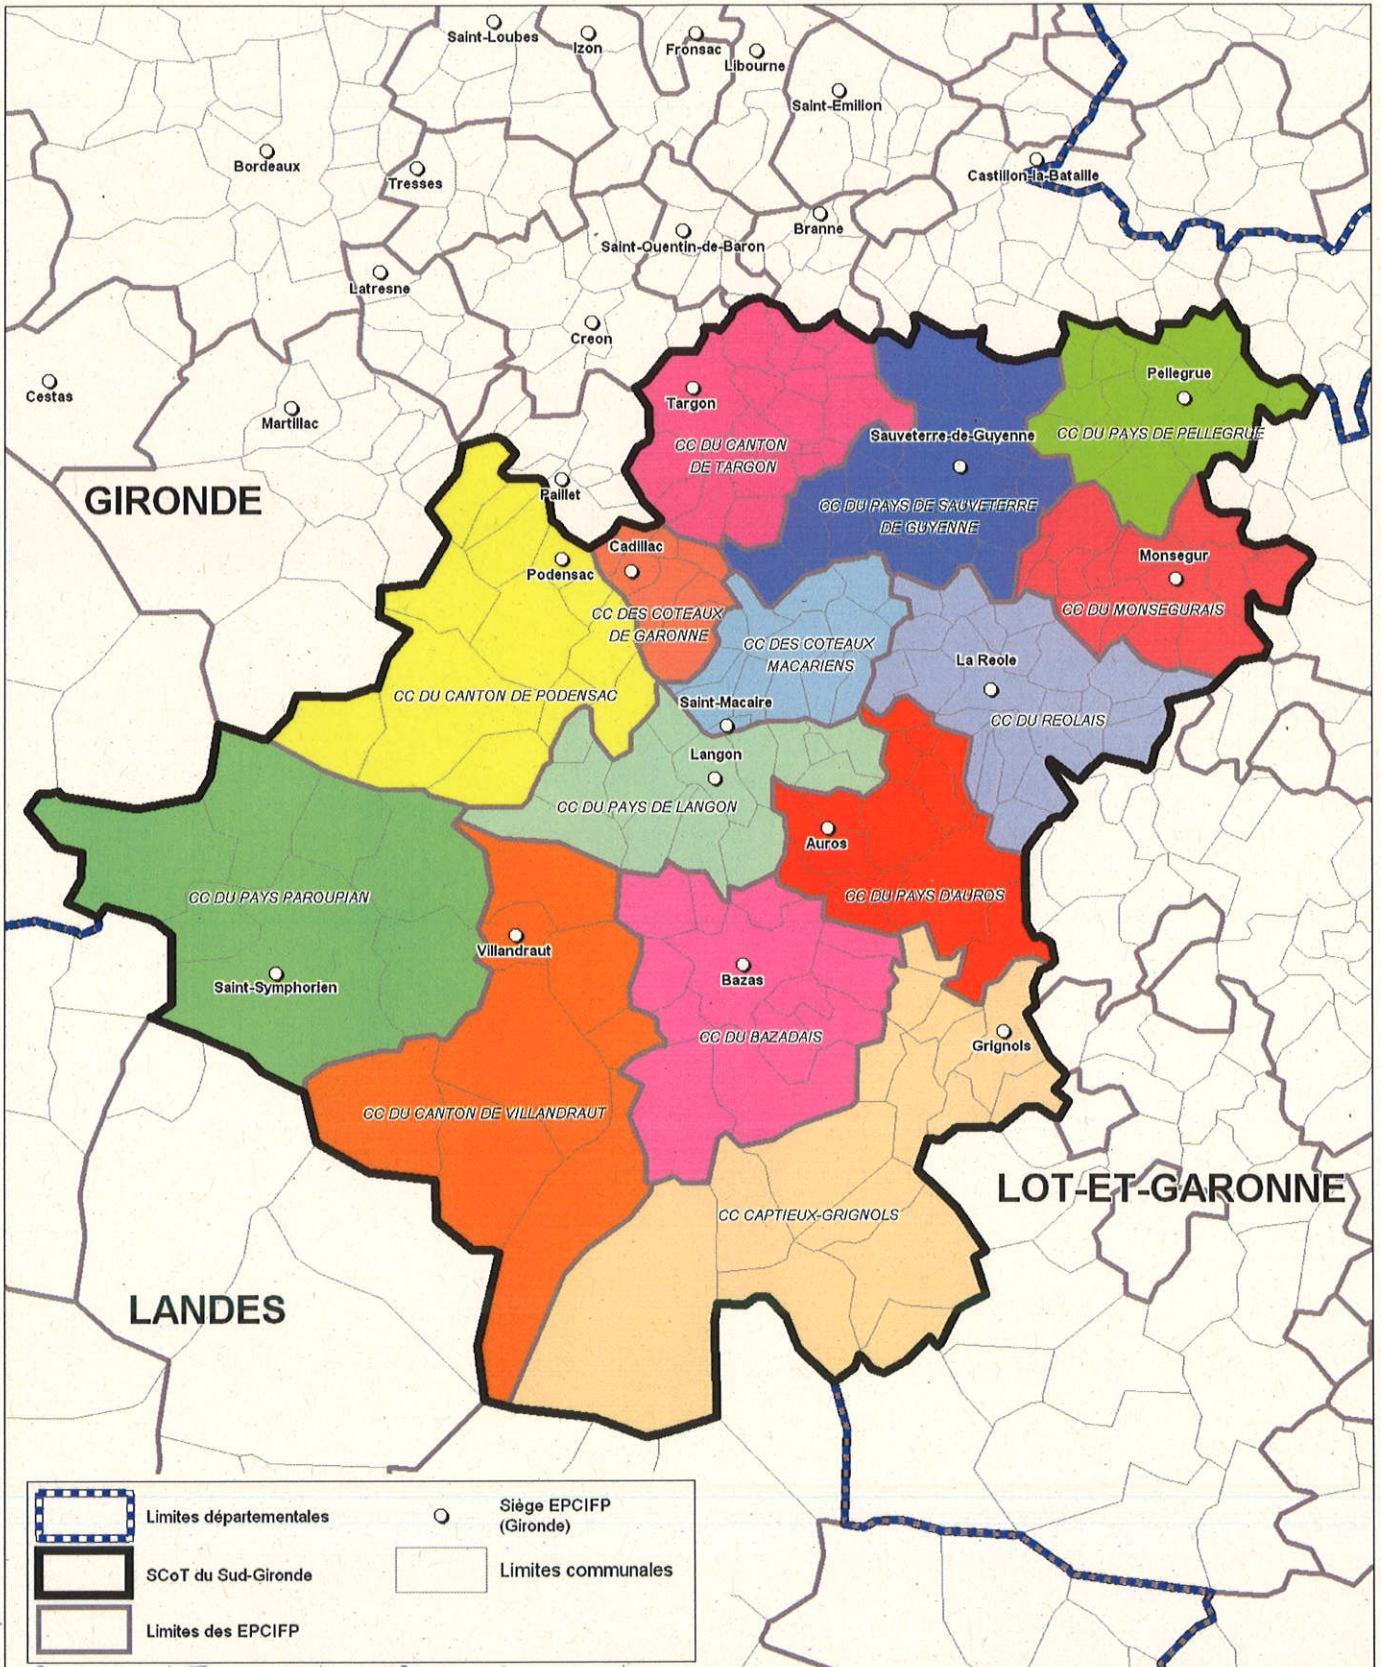 Saint-Loubes
Izon
Fronsac
Libourne
Saint-Emilion
Bordeaux
Tresses
Castillon-la-Bataille
Branne
Saint-Quentin-de-Baron
Latresne
Creon
Cestas
Martillac
Targon
Pellegrue
CC DU CANTON
DE TARGON
Sauveterre-de-Guyenne
CC DU PAYS DE PELLEGRUE
GIRONDE
Paillet
CC DU PAYS DE SAUVETERRE
DE GUYENNE
Cadillac
Podensac
Monsegur
CC DES COTEAUX
DE GARONNE
CC DU MONSEGURAIS
CC DES COTEAUX
MACARIENS
La Reole
CC DU CANTON DE PODENSAC
Saint-Macaire
CC DU REOLAIS
Langon
CC DU PAYS DE LANGON
Auros
CC DU PAYS PAROUPIAN
CC DU PAYS D'AUROS
Villandraut
Saint-Symphorien
Bazas
CC DU BAZADAIS
Grignols
CC DU CANTON DE VILLANDRAUT
LOT-ET-GARONNE
CC CAPTIEUX-GRIGNOLS
LANDES
Limites départementales
Siège EPCIFP
(Gironde)
SCoT du Sud-Gironde
Limites communales
Limites des EPCIFP